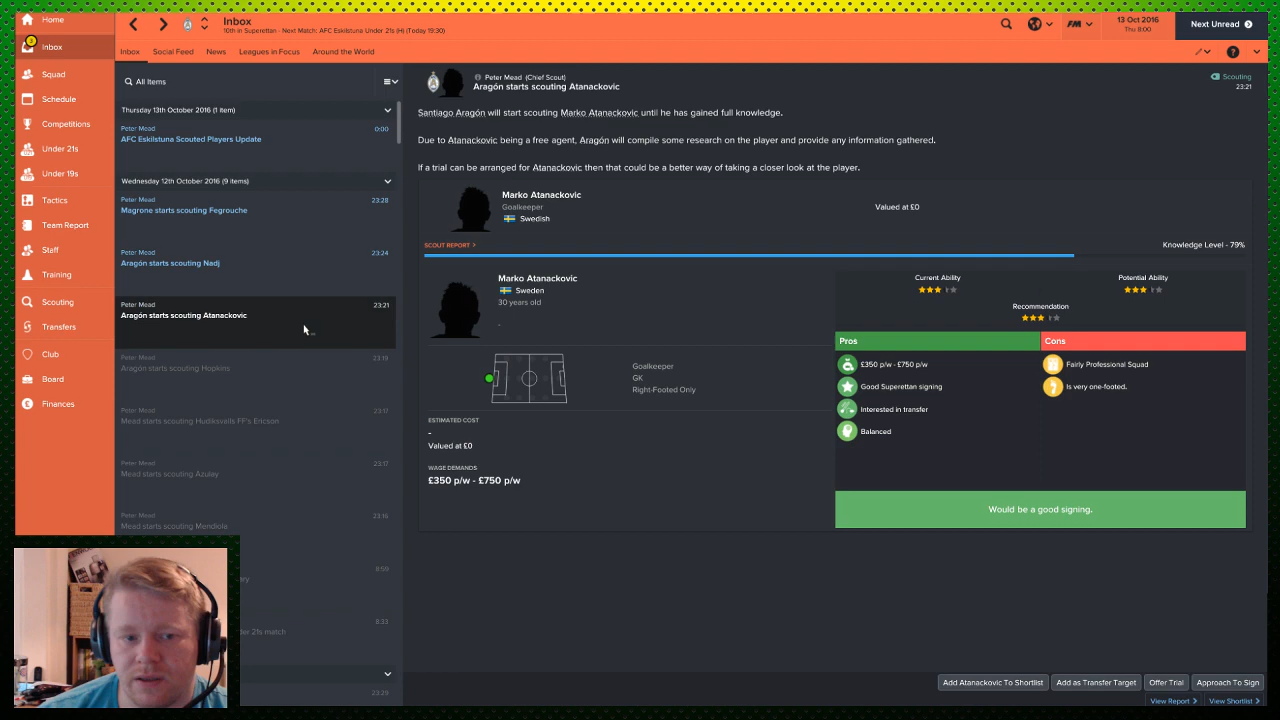 Home
Inbox
3
Squad
Schedule
Competitions
Under 21s
Under 19s
Tactics
Team Report
Staff
Training
Scouting
Transfers
Club
Board
Finances
Inbox
10th in Superettan - Next Match: AFC Eskilstuna Under 21s (H) (Today 19:30)
FM
13 Oct 2016
Thu 8:00
Next Unread
Inbox Social Feed News Leagues in Focus Around the World
All Items
Thursday 13th October 2016 (1 item)
Peter Mead 0:00
AFC Eskilstuna Scouted Players Update
Wednesday 12th October 2016 (9 items)
Peter Mead 23:28
Magrone starts scouting Fegrouche
Peter Mead 23:24
Aragón starts scouting Nadj
Peter Mead 23:21
Aragón starts scouting Atanackovic
Peter Mead 23:19
Aragón starts scouting Hopkins
Peter Mead 23:17
Mead starts scouting Hudiksvalls FF's Ericson
Peter Mead 23:17
Mead starts scouting Azulay
Peter Mead 23:16
Mead starts scouting Mendiola
8:59
8:33
der 21s match
23:29
Peter Mead (Chief Scout)
Aragón starts scouting Atanackovic
Scouting
23:21
Santiago Aragón will start scouting Marko Atanackovic until he has gained full knowledge.
Due to Atanackovic being a free agent, Aragón will compile some research on the player and provide any information gathered.
If a trial can be arranged for Atanackovic then that could be a better way of taking a closer look at the player.
Marko Atanackovic
Goalkeeper
Swedish
Valued at £0
SCOUT REPORT >
Knowledge Level - 79%
Marko Atanackovic
Sweden
30 years old
-
Goalkeeper
GK
Right-Footed Only
ESTIMATED COST
-
Valued at £0
WAGE DEMANDS
£350 p/w - £750 p/w
Current Ability
Potential Ability
Recommendation
Pros
£350 p/w - £750 p/w
Good Superettan signing
Interested in transfer
Balanced
Cons
Fairly Professional Squad
Is very one-footed.
Would be a good signing.
Add Atanackovic To Shortlist Add as Transfer Target Offer Trial Approach To Sign
View Report > View Shortlist >